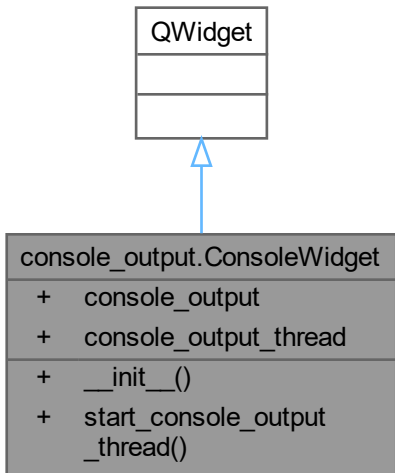 QWidget
console_output.ConsoleWidget
+ console_output
+ console_output_thread
+ __init__()
+ start_console_output
_thread()